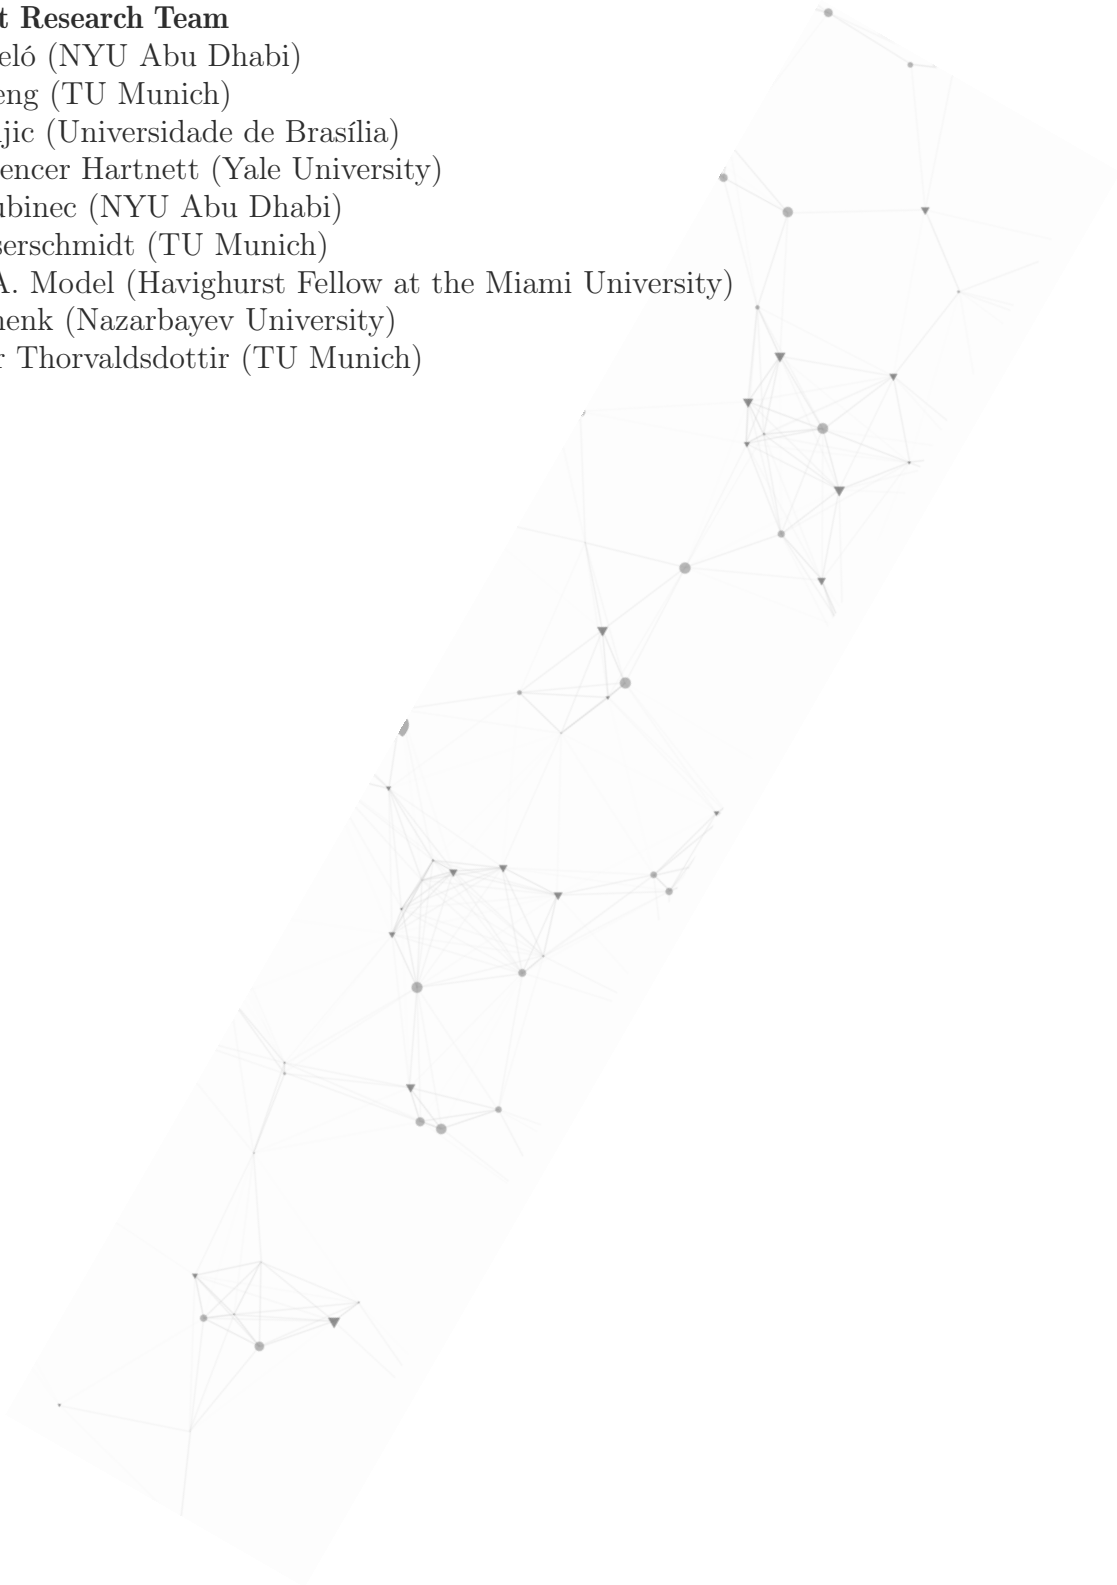 t Research Team
eló (NYU Abu Dhabi)
eng (TU Munich)
jic (Universidade de Brasília)
encer Hartnett (Yale University)
ubinec (NYU Abu Dhabi)
serschmidt (TU Munich)
A. Model (Havighurst Fellow at the Miami University)
henk (Nazarbayev University)
r Thorvaldsdottir (TU Munich)